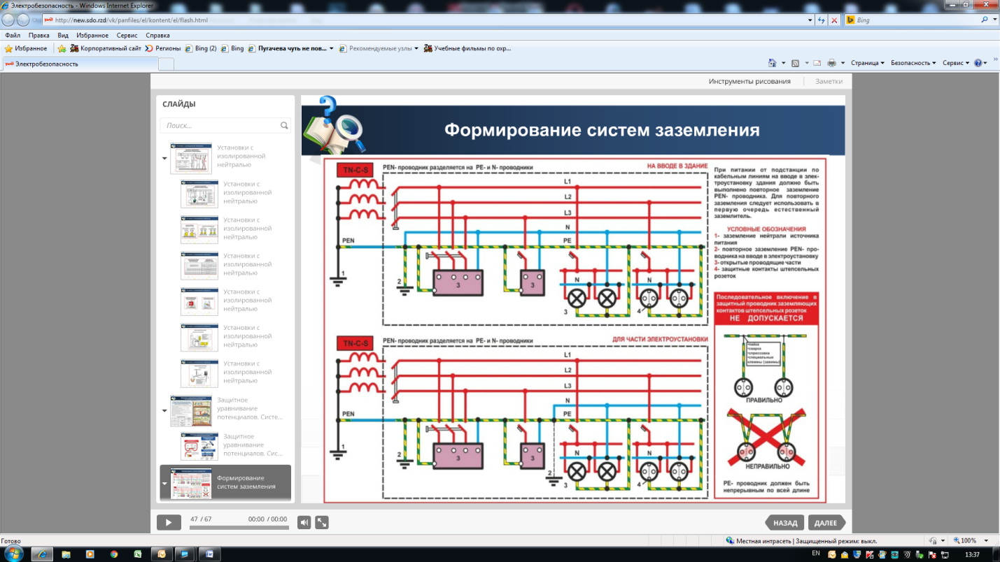 Электробезопасность - Windows Internet Explorer
http://new.sdo.rzd/vk/panfiles/el/kontent/el/flash.html
Bing
Файл Правка Вид Избранное Сервис Справка
Избранное Корпоративный сайт Регионы Bing (2) Bing Пугачева чуть не пов... Рекомендуемые узлы Учебные фильмы по охр...
Электробезопасность
Страница Безопасность Сервис
Инструменты рисования Заметки
СЛАЙДЫ
Поиск...
Установки с
изолированной
нейтралью
Установки с
изолированной
нейтралью
Установки с
изолированной
нейтралью
Установки с
изолированной
нейтралью
Установки с
изолированной
нейтралью
Установки с
изолированной
нейтралью
Установки с
изолированной
нейтралью
Защитное
уравнивание
потенциалов. Систе...
Защитное
уравнивание
потенциалов. Сис...
Формирование
систем заземления
Формирование систем заземления
TN-C-S
PEN- проводник разделяется на PE- и N- проводники
НА ВВОДЕ В ЗДАНИЕ
L1
L2
L3
N
PEN
PE
1
2
3
3
N
N
3
4
TN-C-S
PEN- проводник разделяется на PE- и N- проводники
ДЛЯ ЧАСТИ ЭЛЕКТРОУСТАНОВКИ
L1
L2
L3
N
PEN
PE
1
2
3
3
2
N
N
3
4
При питании от подстанции по
кабельным линиям на вводе в элек-
троустановку здания должно быть
выполнено повторное заземление
PEN- проводника. Для повторного
заземления следует использовать в
первую очередь естественный
заземлитель.
УСЛОВНЫЕ ОБОЗНАЧЕНИЯ
1- заземление нейтрали источника
питания
2- повторное заземление PEN- про-
водника на вводе в электроустановку
3- открытые проводящие части
4- защитные контакты штепсельных
розеток
Последовательное включение в
защитный проводник заземляющих
контактов штепсельных розеток
НЕ ДОПУСКАЕТСЯ
•пайка
•сварка
•опрессовка
•специальные
клеммы (зажимы)
ПРАВИЛЬНО
НЕПРАВИЛЬНО
PE- проводник должен быть
непрерывным по всей длине
47 / 67
00:00 / 00:00
НАЗАД
ДАЛЕЕ
Готово
Местная интрасеть | Защищенный режим: выкл.
100%
EN
13:37